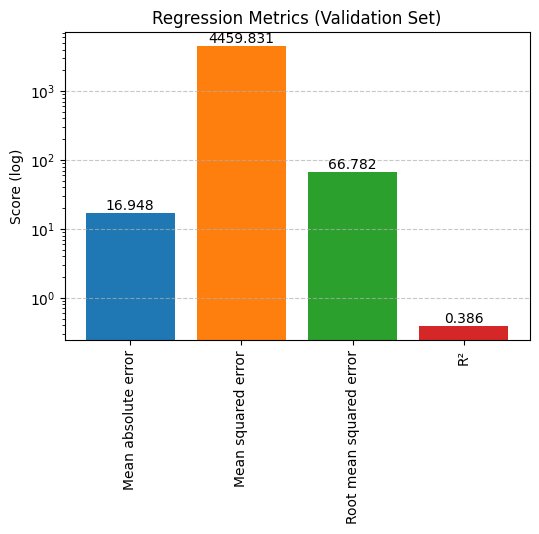 Regression Metrics (Validation Set)
Score (log)
10³
10²
10¹
10⁰
16.948
4459.831
66.782
0.386
Mean absolute error
Mean squared error
Root mean squared error
R²